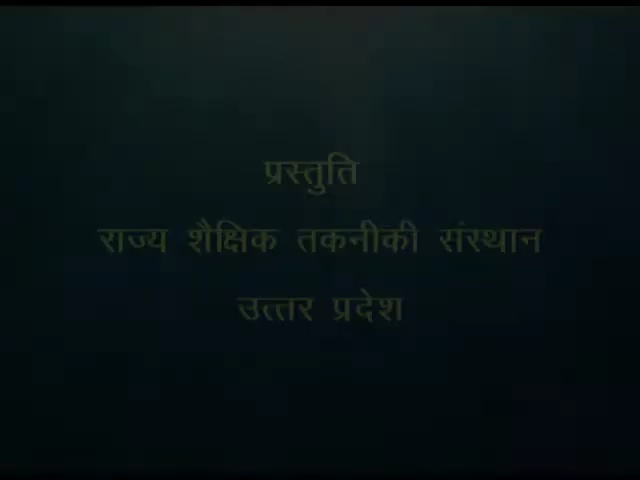 प्रस्तुति
राज्य शैक्षिक तकनीकी संस्थान
उत्तर प्रदेश